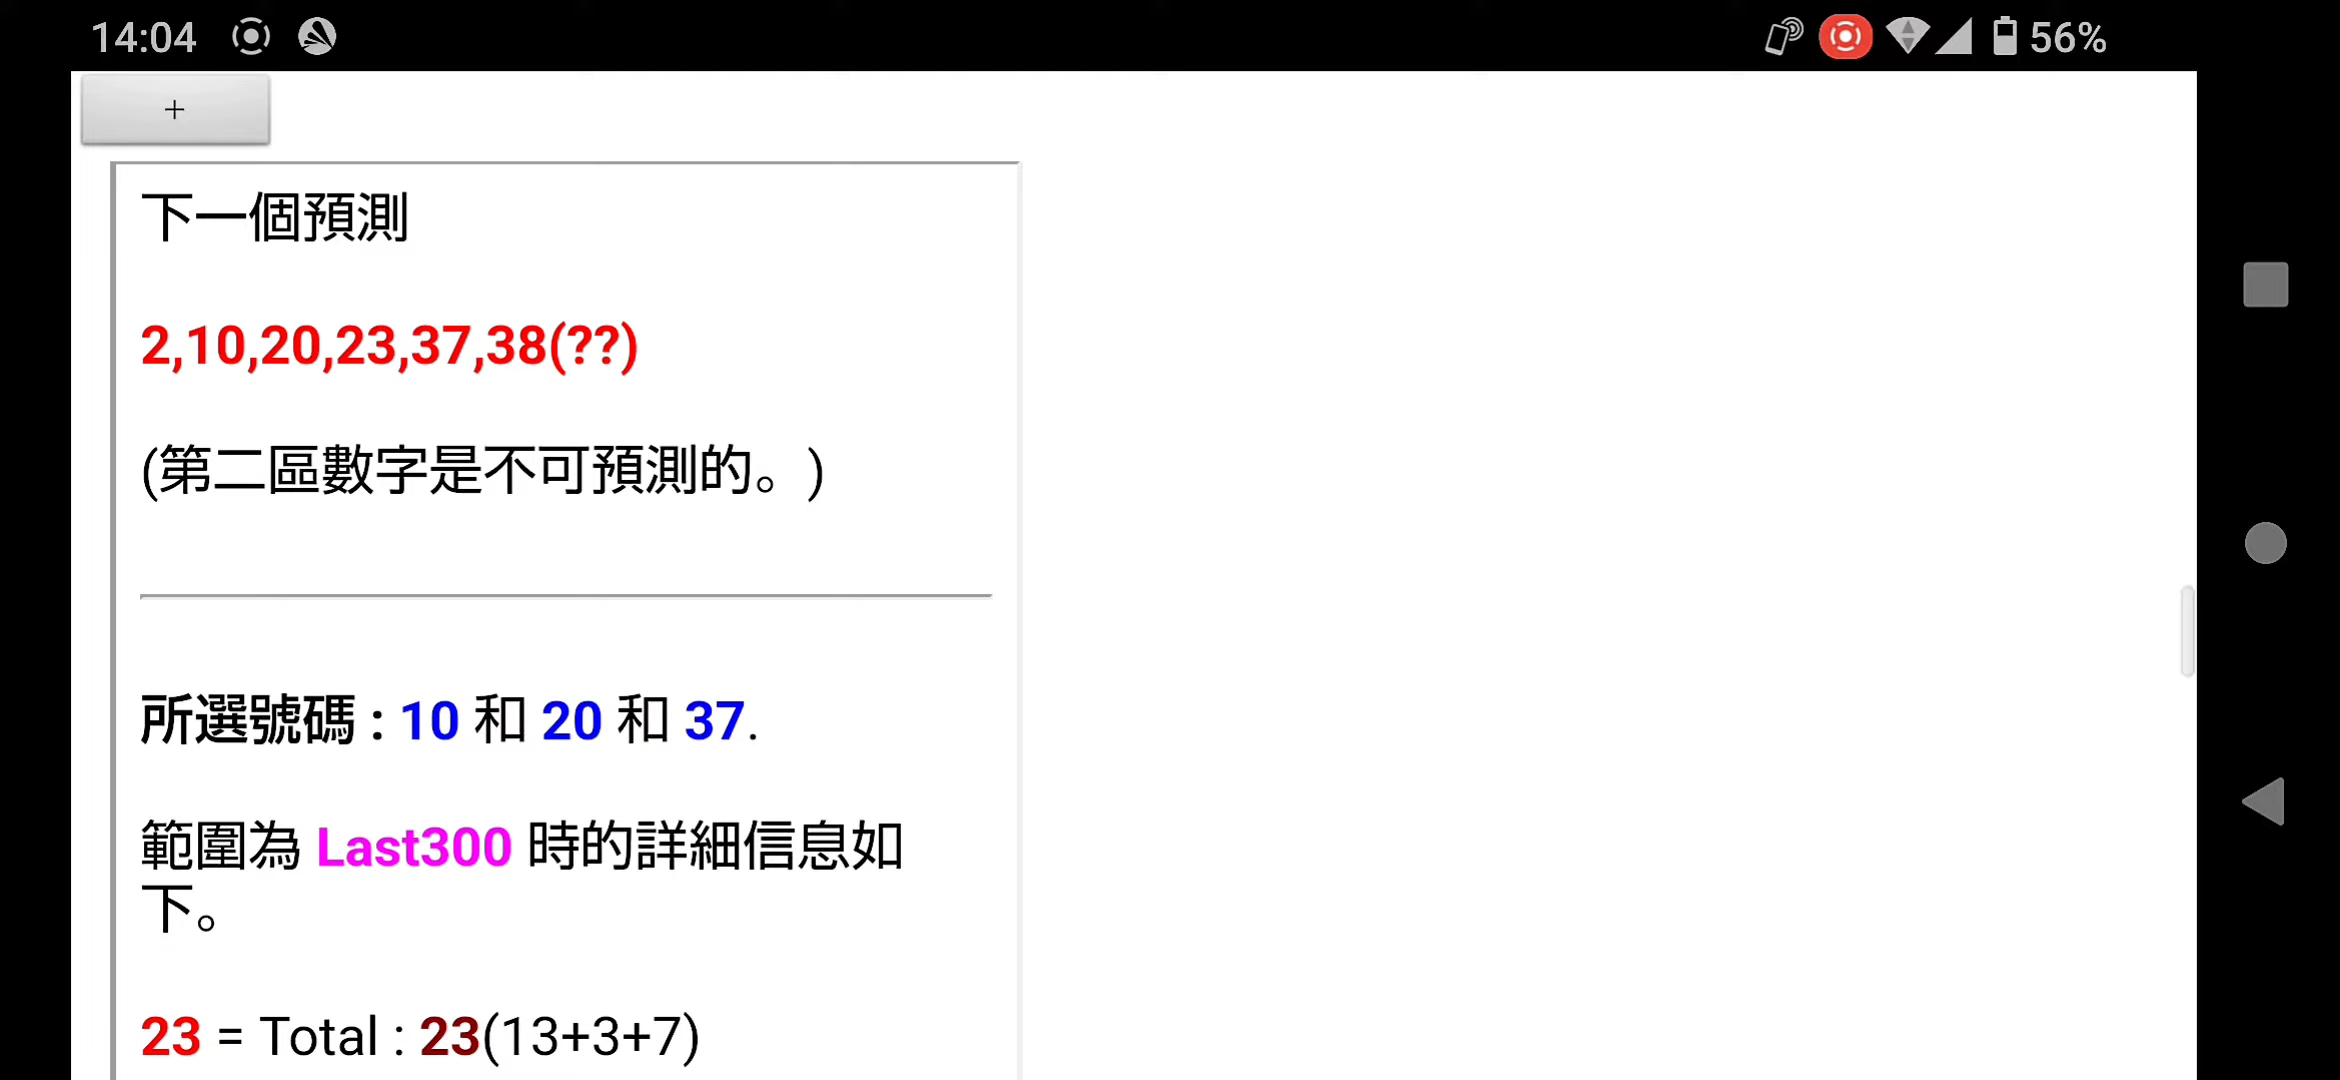 14:04
56%
+
下一個預測
2,10,20,23,37,38(??)
(第二區數字是不可預測的。)
所選號碼 : 10 和 20 和 37.
範圍為 Last300 時的詳細信息如
下。
23 = Total : 23(13+3+7)